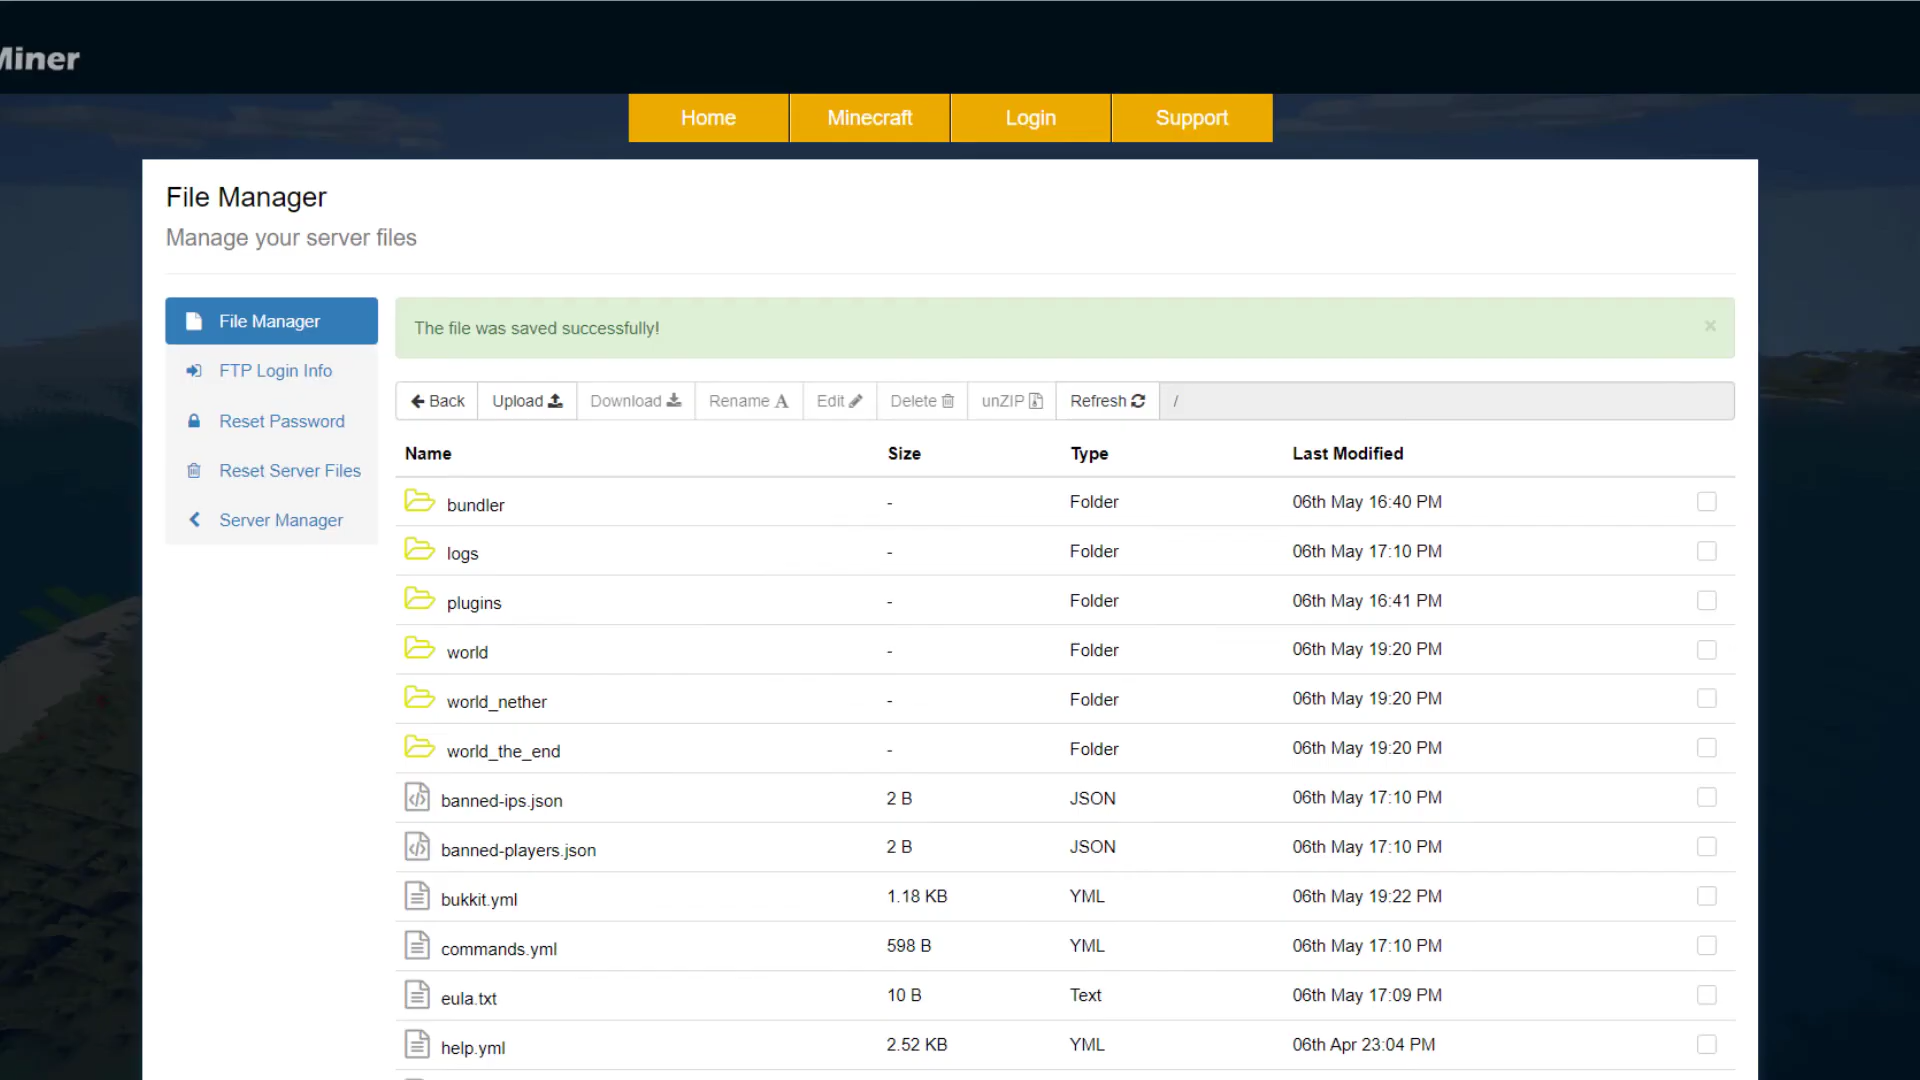 Miner
Home Minecraft Login Support
File Manager
Manage your server files
File Manager
FTP Login Info
Reset Password
Reset Server Files
Server Manager
The file was saved successfully! ×
Back Upload Download Rename A Edit Delete unZIP Refresh /
Name Size Type Last Modified
bundler - Folder 06th May 16:40 PM
logs - Folder 06th May 17:10 PM
plugins - Folder 06th May 16:41 PM
world - Folder 06th May 19:20 PM
world_nether - Folder 06th May 19:20 PM
world_the_end - Folder 06th May 19:20 PM
banned-ips.json 2 B JSON 06th May 17:10 PM
banned-players.json 2 B JSON 06th May 17:10 PM
bukkit.yml 1.18 KB YML 06th May 19:22 PM
commands.yml 598 B YML 06th May 17:10 PM
eula.txt 10 B Text 06th May 17:09 PM
help.yml 2.52 KB YML 06th Apr 23:04 PM